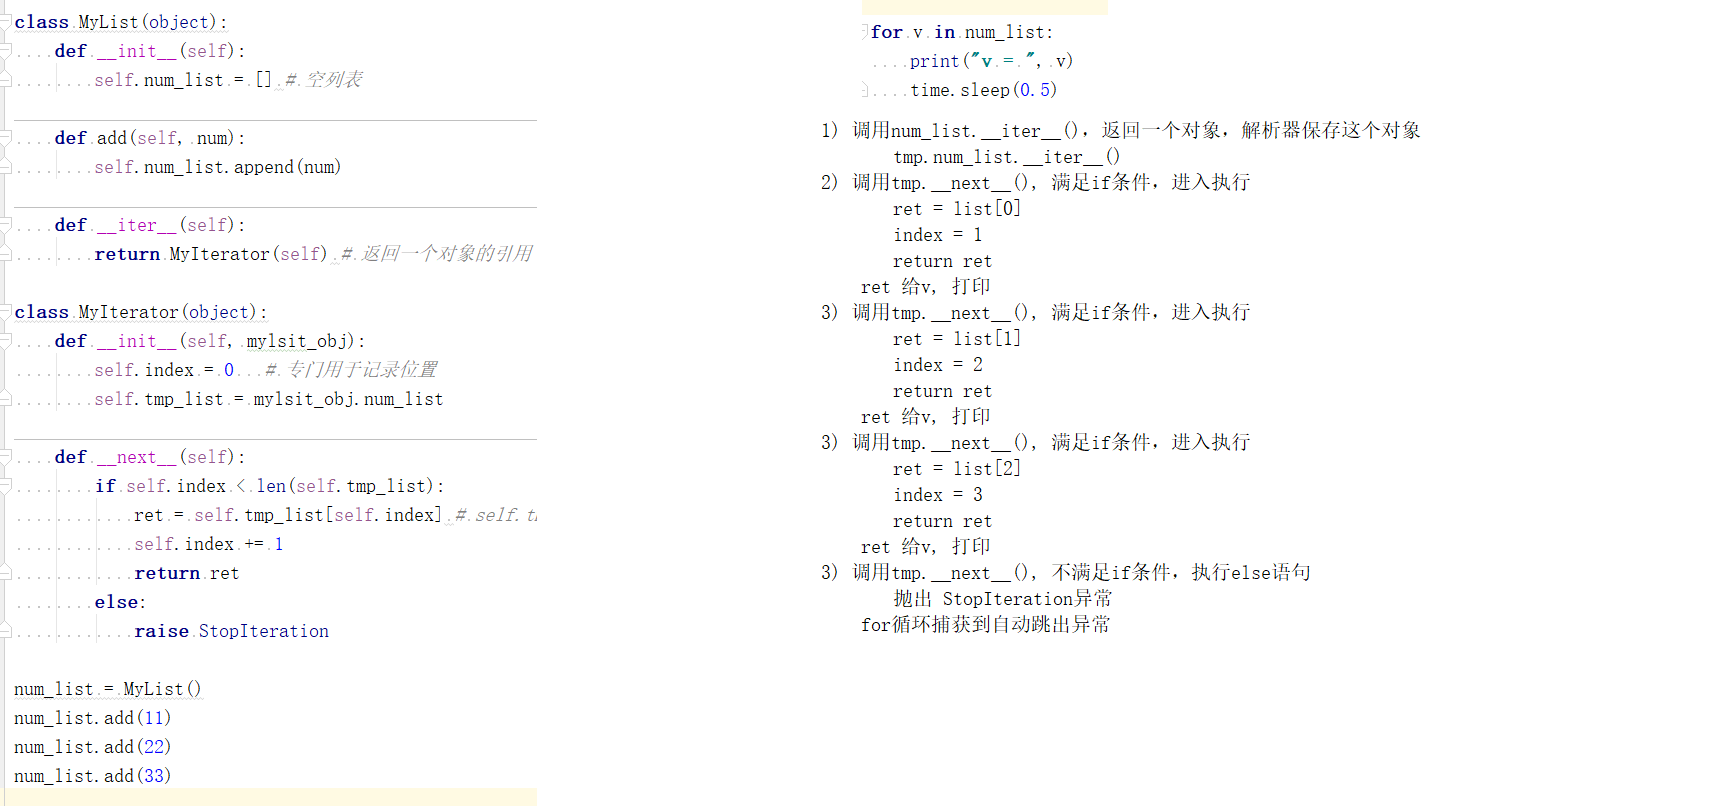 class MyList(object):
    def __init__(self):
        self.num_list = [] # 空列表
    def add(self, num):
        self.num_list.append(num)
    def __iter__(self):
        return MyIterator(self) # 返回一个对象的引用
class MyIterator(object):
    def __init__(self, mylsit_obj):
        self.index = 0   # 专门用于记录位置
        self.tmp_list = mylsit_obj.num_list
    def __next__(self):
        if self.index < len(self.tmp_list):
            ret = self.tmp_list[self.index] # self.
            self.index += 1
            return ret
        else:
            raise StopIteration
num_list = MyList()
num_list.add(11)
num_list.add(22)
num_list.add(33)
for v in num_list:
    print("v = ", v)
    time.sleep(0.5)
1) 调用num_list.__iter__(), 返回一个对象, 解析器保存这个对象
tmp.num_list.__iter__()
2) 调用tmp.__next__(), 满足if条件, 进入执行
ret = list[0]
index = 1
return ret
ret 给v, 打印
3) 调用tmp.__next__(), 满足if条件, 进入执行
ret = list[1]
index = 2
return ret
ret 给v, 打印
3) 调用tmp.__next__(), 满足if条件, 进入执行
ret = list[2]
index = 3
return ret
ret 给v, 打印
3) 调用tmp.__next__(), 不满足if条件, 执行else语句
抛出 StopIteration异常
for循环捕获到自动跳出异常